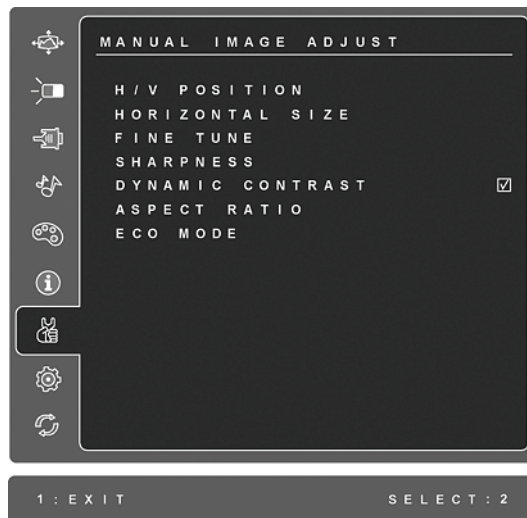 MANUAL IMAGE ADJUST
H/V POSITION
HORIZONTAL SIZE
FINE TUNE
SHARPNESS
DYNAMIC CONTRAST ☑
ASPECT RATIO
ECO MODE
1:EXIT SELECT:2